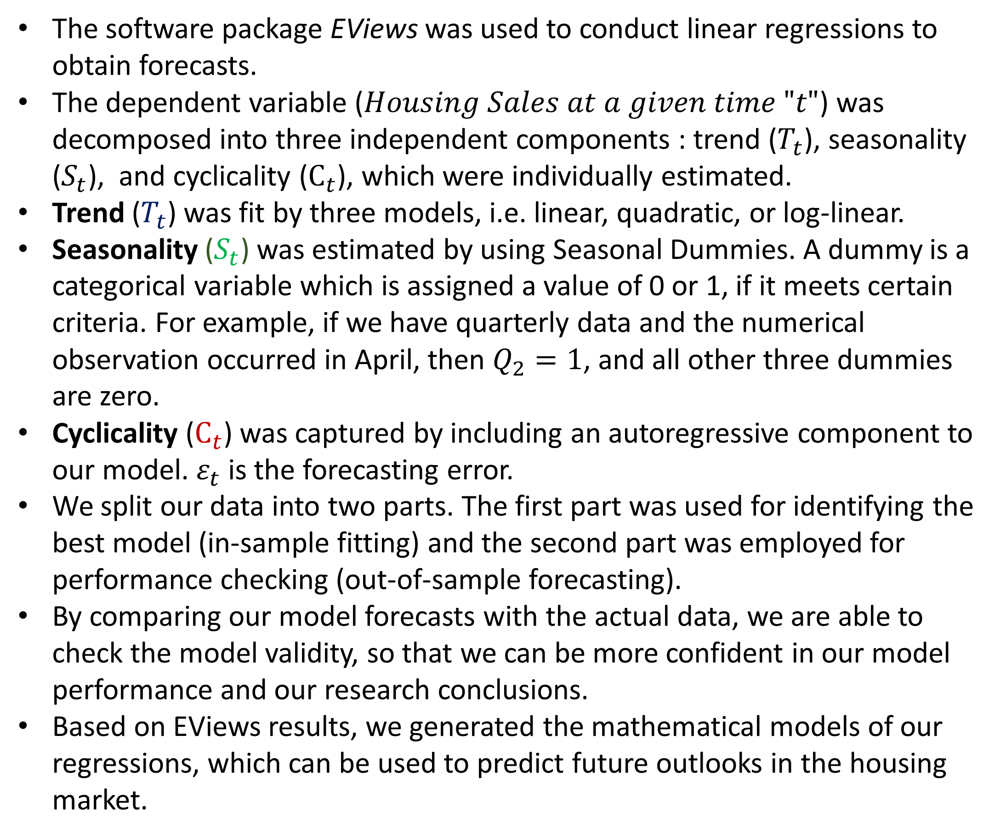 • The software package EViews was used to conduct linear regressions to
obtain forecasts.
• The dependent variable (Housing Sales at a given time "t") was
decomposed into three independent components : trend (Tt), seasonality
(St),  and cyclicality (Ct), which were individually estimated.
• Trend (Tt) was fit by three models, i.e. linear, quadratic, or log-linear.
• Seasonality (St) was estimated by using Seasonal Dummies. A dummy is a
categorical variable which is assigned a value of 0 or 1, if it meets certain
criteria. For example, if we have quarterly data and the numerical
observation occurred in April, then Q2 = 1, and all other three dummies
are zero.
• Cyclicality (Ct) was captured by including an autoregressive component to
our model. εt is the forecasting error.
• We split our data into two parts. The first part was used for identifying the
best model (in-sample fitting) and the second part was employed for
performance checking (out-of-sample forecasting).
• By comparing our model forecasts with the actual data, we are able to
check the model validity, so that we can be more confident in our model
performance and our research conclusions.
• Based on EViews results, we generated the mathematical models of our
regressions, which can be used to predict future outlooks in the housing
market.